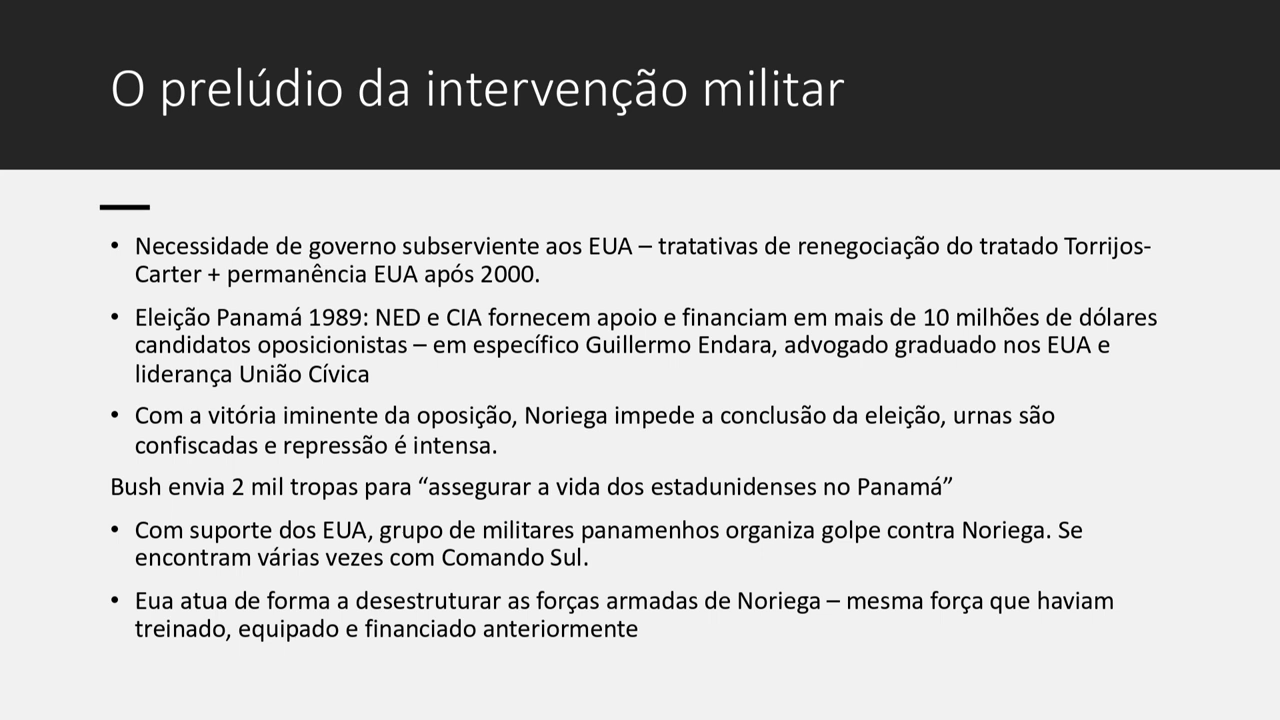 O prelúdio da intervenção militar
• Necessidade de governo subserviente aos EUA – tratativas de renegociação do tratado Torrijos-
Carter + permanência EUA após 2000.
• Eleição Panamá 1989: NED e CIA fornecem apoio e financiam em mais de 10 milhões de dólares
candidatos oposicionistas – em específico Guillermo Endara, advogado graduado nos EUA e
liderança União Cívica
• Com a vitória iminente da oposição, Noriega impede a conclusão da eleição, urnas são
confiscadas e repressão é intensa.
Bush envia 2 mil tropas para “assegurar a vida dos estadunidenses no Panamá”
• Com suporte dos EUA, grupo de militares panamenhos organiza golpe contra Noriega. Se
encontram várias vezes com Comando Sul.
• Eua atua de forma a desestruturar as forças armadas de Noriega – mesma força que haviam
treinado, equipado e financiado anteriormente